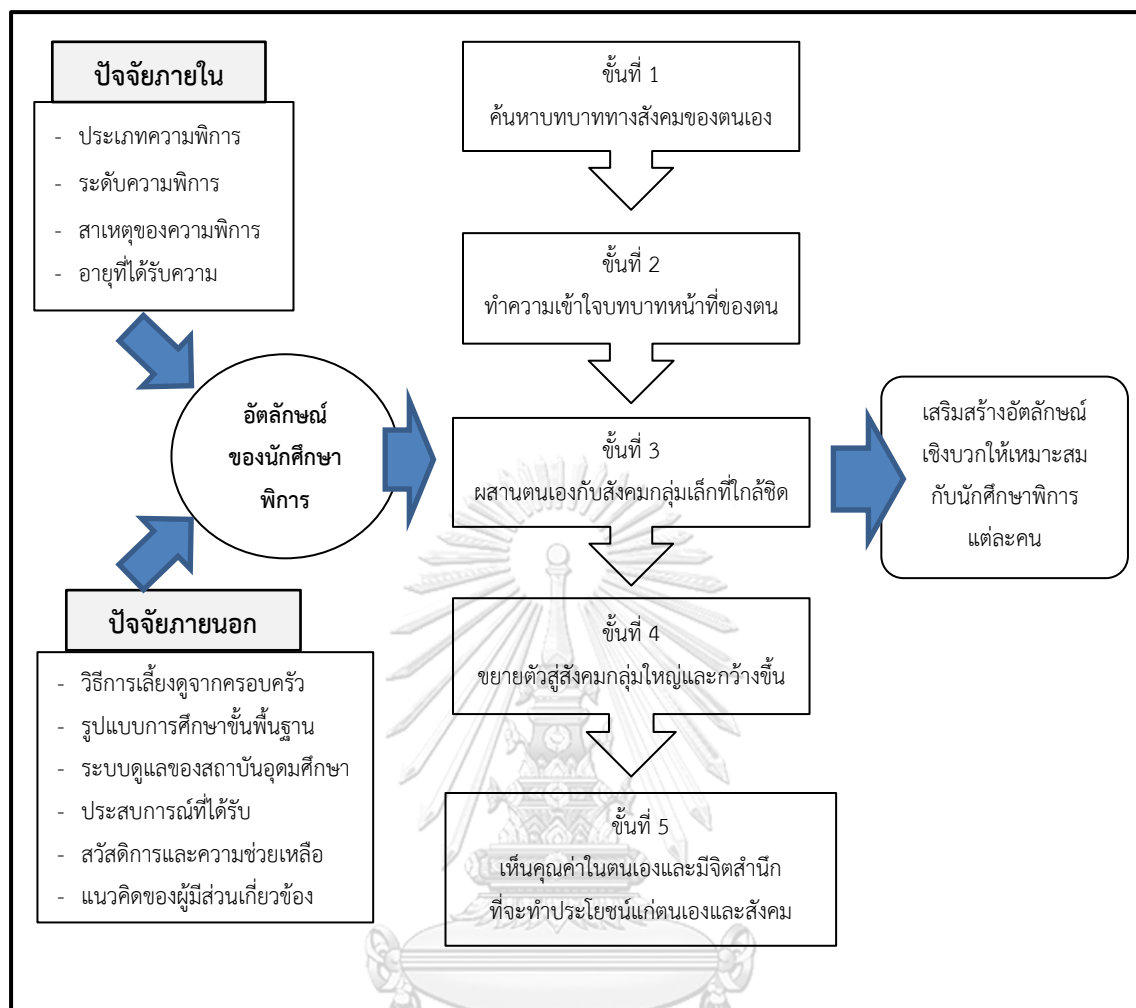 ปัจจัยภายใน
- ประเภทความพิการ
- ระดับความพิการ
- สาเหตุของความพิการ
- อายุที่ได้รับความ
อัตลักษณ์
ของนักศึกษา
พิการ
ปัจจัยภายนอก
- วิธีการเลี้ยงดูจากครอบครัว
- รูปแบบการศึกษาขั้นพื้นฐาน
- ระบบดูแลของสถาบันอุดมศึกษา
- ประสบการณ์ที่ได้รับ
- สวัสดิการและความช่วยเหลือ
- แนวคิดของผู้มีส่วนเกี่ยวข้อง
ขั้นที่ 1
ค้นหาบทบาททางสังคมของตนเอง
ขั้นที่ 2
ทำความเข้าใจบทบาทหน้าที่ของตน
ขั้นที่ 3
ผสานตนเองกับสังคมกลุ่มเล็กที่ใกล้ชิด
ขั้นที่ 4
ขยายตัวสู่สังคมกลุ่มใหญ่และกว้างขึ้น
ขั้นที่ 5
เห็นคุณค่าในตนเองและมีจิตสำนึก
ที่จะทำประโยชน์แก่ตนเองและสังคม
เสริมสร้างอัตลักษณ์
เชิงบวกให้เหมาะสม
กับนักศึกษาพิการ
แต่ละคน